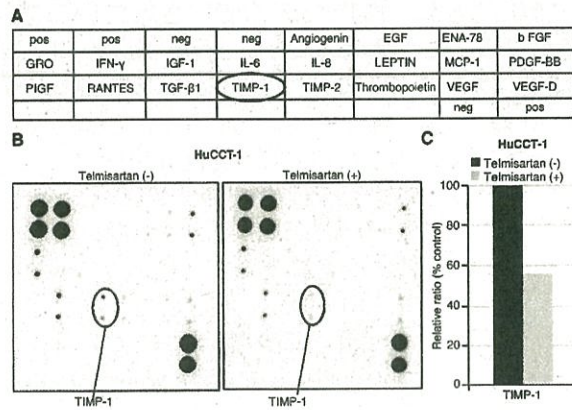 A
pos pos neg neg Angiogenin EGF ENA-78 b FGF
GRO IFN-γ IGF-1 IL-6 IL-8 LEPTIN MCP-1 PDGF-BB
PlGF RANTES TGF-β1 TIMP-1 TIMP-2 Thrombopoietin VEGF VEGF-D
neg pos
B
HuCCT-1
Telmisartan (-) Telmisartan (+)
TIMP-1 TIMP-1
C
HuCCT-1
Telmisartan (-)
Telmisartan (+)
Relative ratio (% control)
100
80
60
40
20
0
TIMP-1